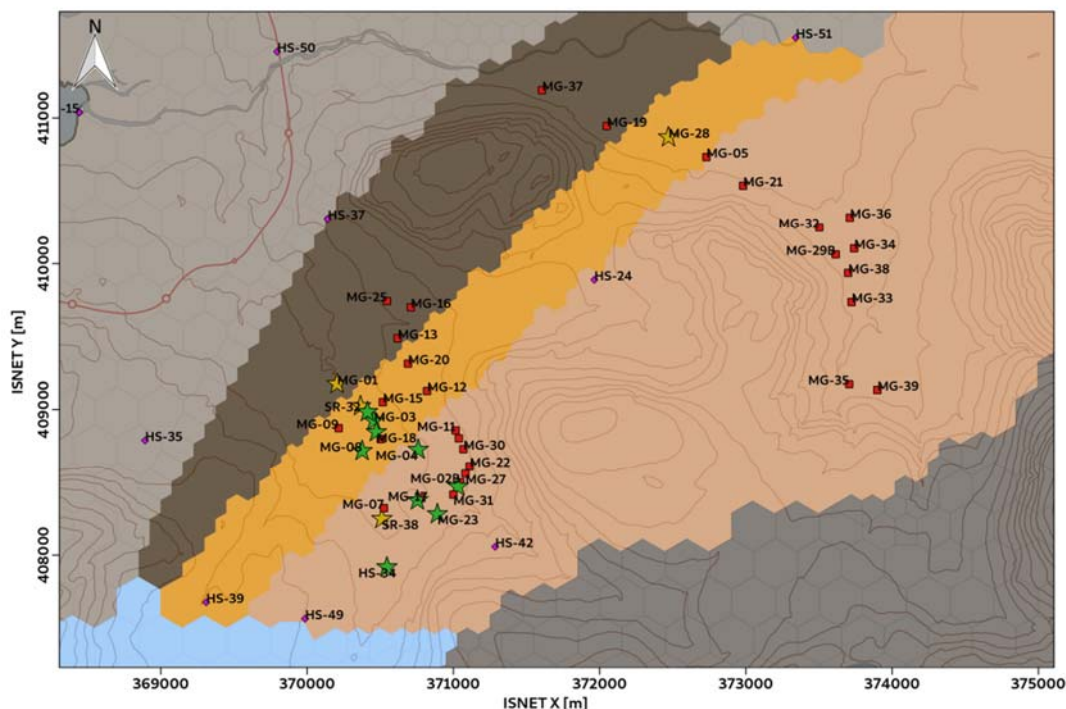 N
HS-50
HS-51
-15
MG-37
411000
MG-19
MG-28
MG-05
MG-21
HS-37
MG-36
MG-32
MG-34
410000
MG-29B
MG-38
HS-24
MG-25
MG-16
MG-33
MG-13
MG-20
MG-01
MG-35
MG-39
MG-12
SR-32
MG-15
409000
MG-03
MG-09
MG-11
HS-35
MG-18
MG-08
MG-04
MG-30
MG-22
MG-02B
MG-27
MG-07
MG-31
SR-38
MG-23
408000
HS-42
HS-34
HS-39
HS-49
369000
370000
371000
372000
373000
374000
375000
ISNET X [m]
ISNET Y [m]